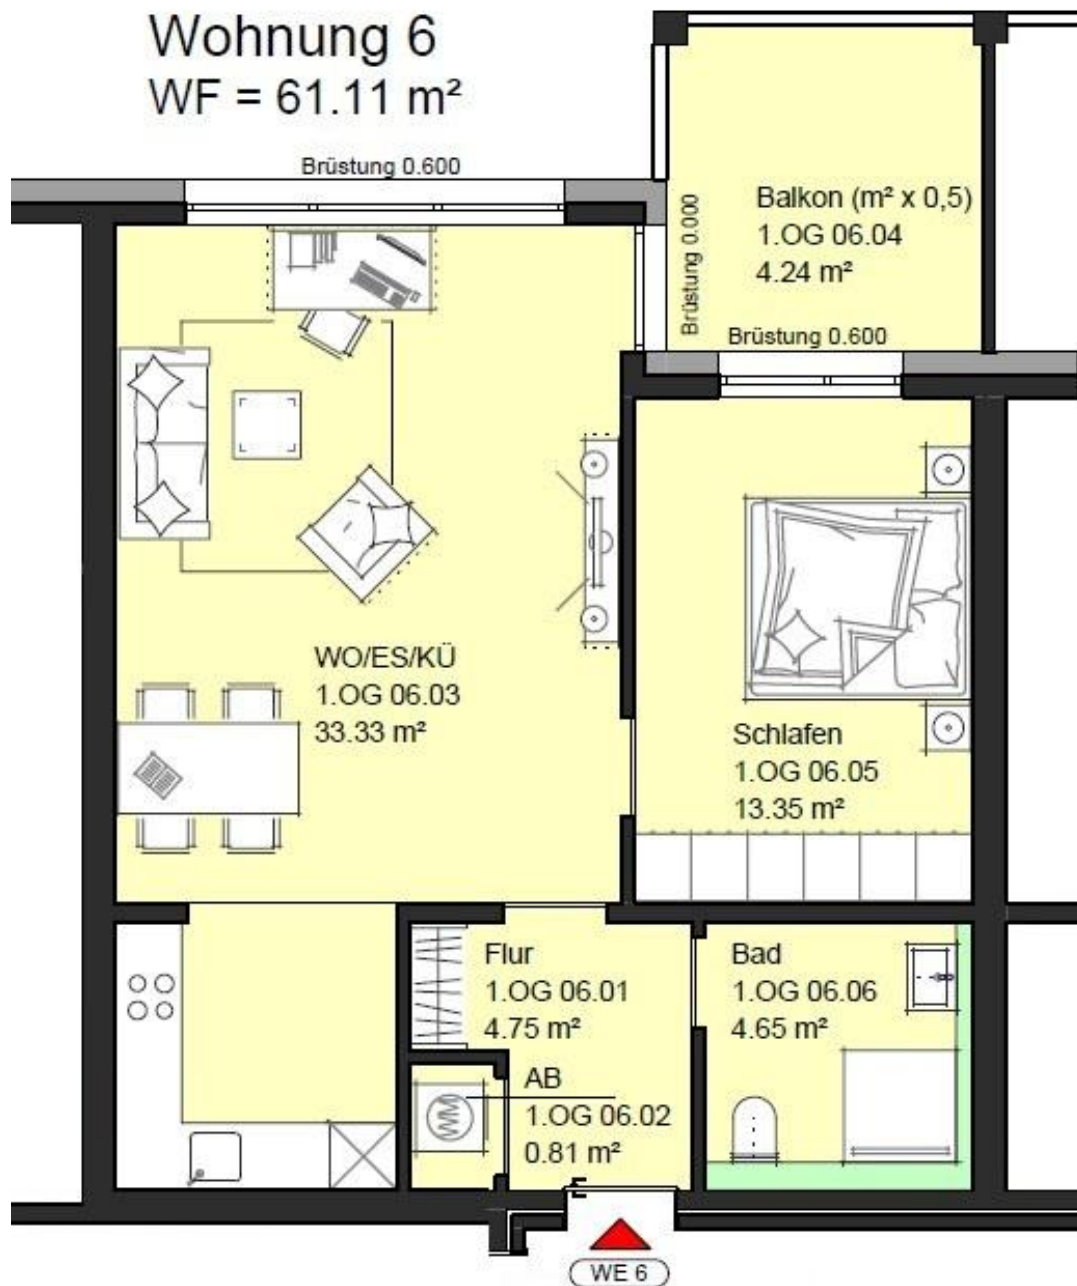 Wohnung 6
WF = 61.11 m²
Brüstung 0.600
Balkon (m² x 0,5)
1.OG 06.04
4.24 m²
Brüstung 0.000
Brüstung 0.600
WO/ES/KÜ
1.OG 06.03
33.33 m²
Schlafen
1.OG 06.05
13.35 m²
Flur
1.OG 06.01
4.75 m²
Bad
1.OG 06.06
4.65 m²
AB
1.OG 06.02
0.81 m²
WE 6